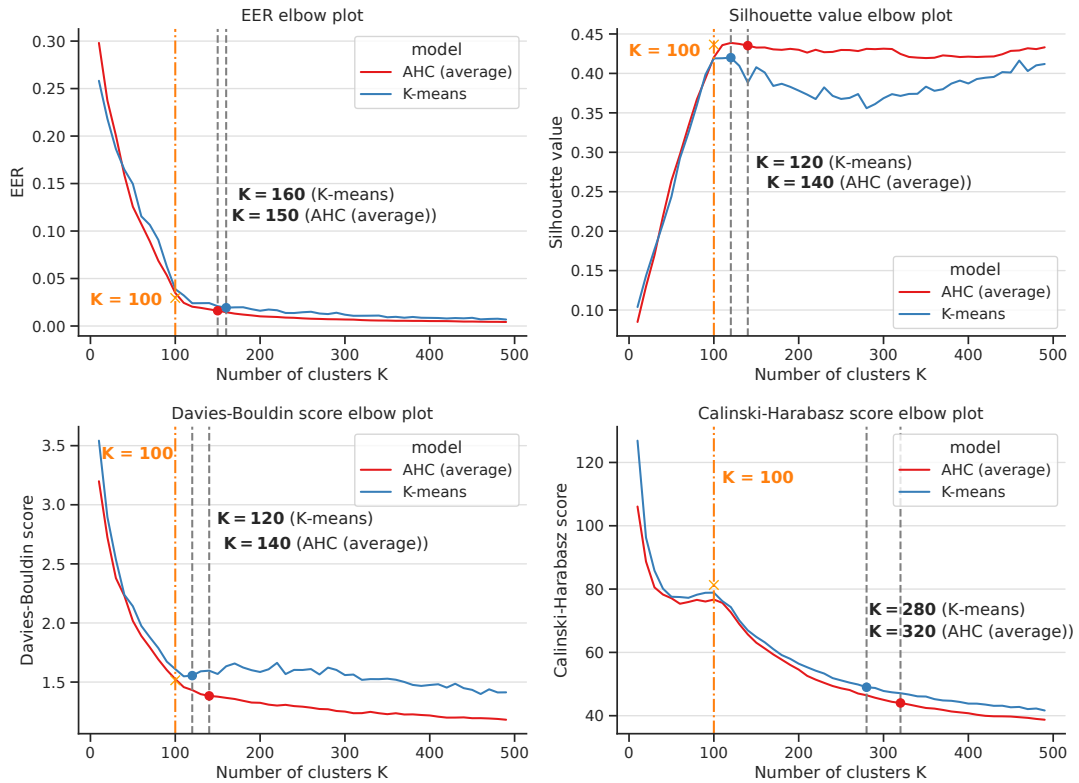 EER elbow plot
0.30
0.25
0.20
0.15
0.10
0.05
0.00
EER
model
AHC (average)
K-means
K = 160 (K-means)
K = 150 (AHC (average))
K = 100
0 100 200 300 400 500
Number of clusters K
Silhouette value elbow plot
0.45
0.40
0.35
0.30
0.25
0.20
0.15
0.10
Silhouette value
K = 100
K = 120 (K-means)
K = 140 (AHC (average))
model
AHC (average)
K-means
0 100 200 300 400 500
Number of clusters K
Davies-Bouldin score elbow plot
3.5
3.0
2.5
2.0
1.5
Davies-Bouldin score
K = 100
model
AHC (average)
K-means
K = 120 (K-means)
K = 140 (AHC (average))
0 100 200 300 400 500
Number of clusters K
Calinski-Harabasz score elbow plot
120
100
80
60
40
Calinski-Harabasz score
model
AHC (average)
K-means
K = 100
K = 280 (K-means)
K = 320 (AHC (average))
0 100 200 300 400 500
Number of clusters K